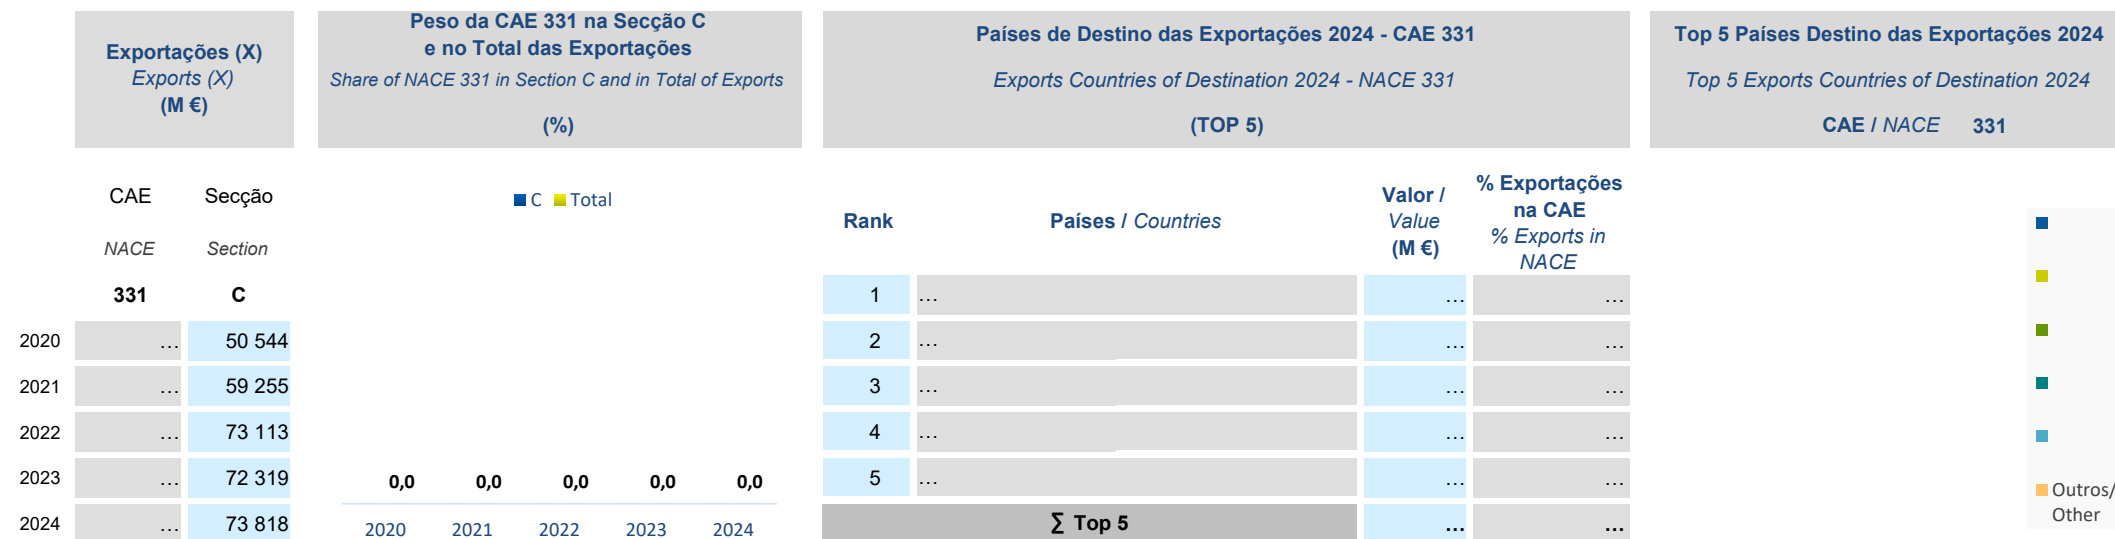 Exportações (X)
Exports (X)
(M €)
Peso da CAE 331 na Secção C
e no Total das Exportações
Share of NACE 331 in Section C and in Total of Exports
(%)
Países de Destino das Exportações 2024 - CAE 331
Exports Countries of Destination 2024 - NACE 331
(TOP 5)
Top 5 Países Destino das Exportações 2024
Top 5 Exports Countries of Destination 2024
CAE / NACE 331
CAE Secção
NACE Section
331 C
2020 … 50 544
2021 … 59 255
2022 … 73 113
2023 … 72 319
2024 … 73 818
C Total
0,0 0,0 0,0 0,0 0,0
2020 2021 2022 2023 2024
Rank
Países / Countries
Valor /
Value
(M €)
% Exportações
na CAE
% Exports in
NACE
1 … … …
2 … … …
3 … … …
4 … … …
5 … … …
∑ Top 5 … …
Outros/
Other